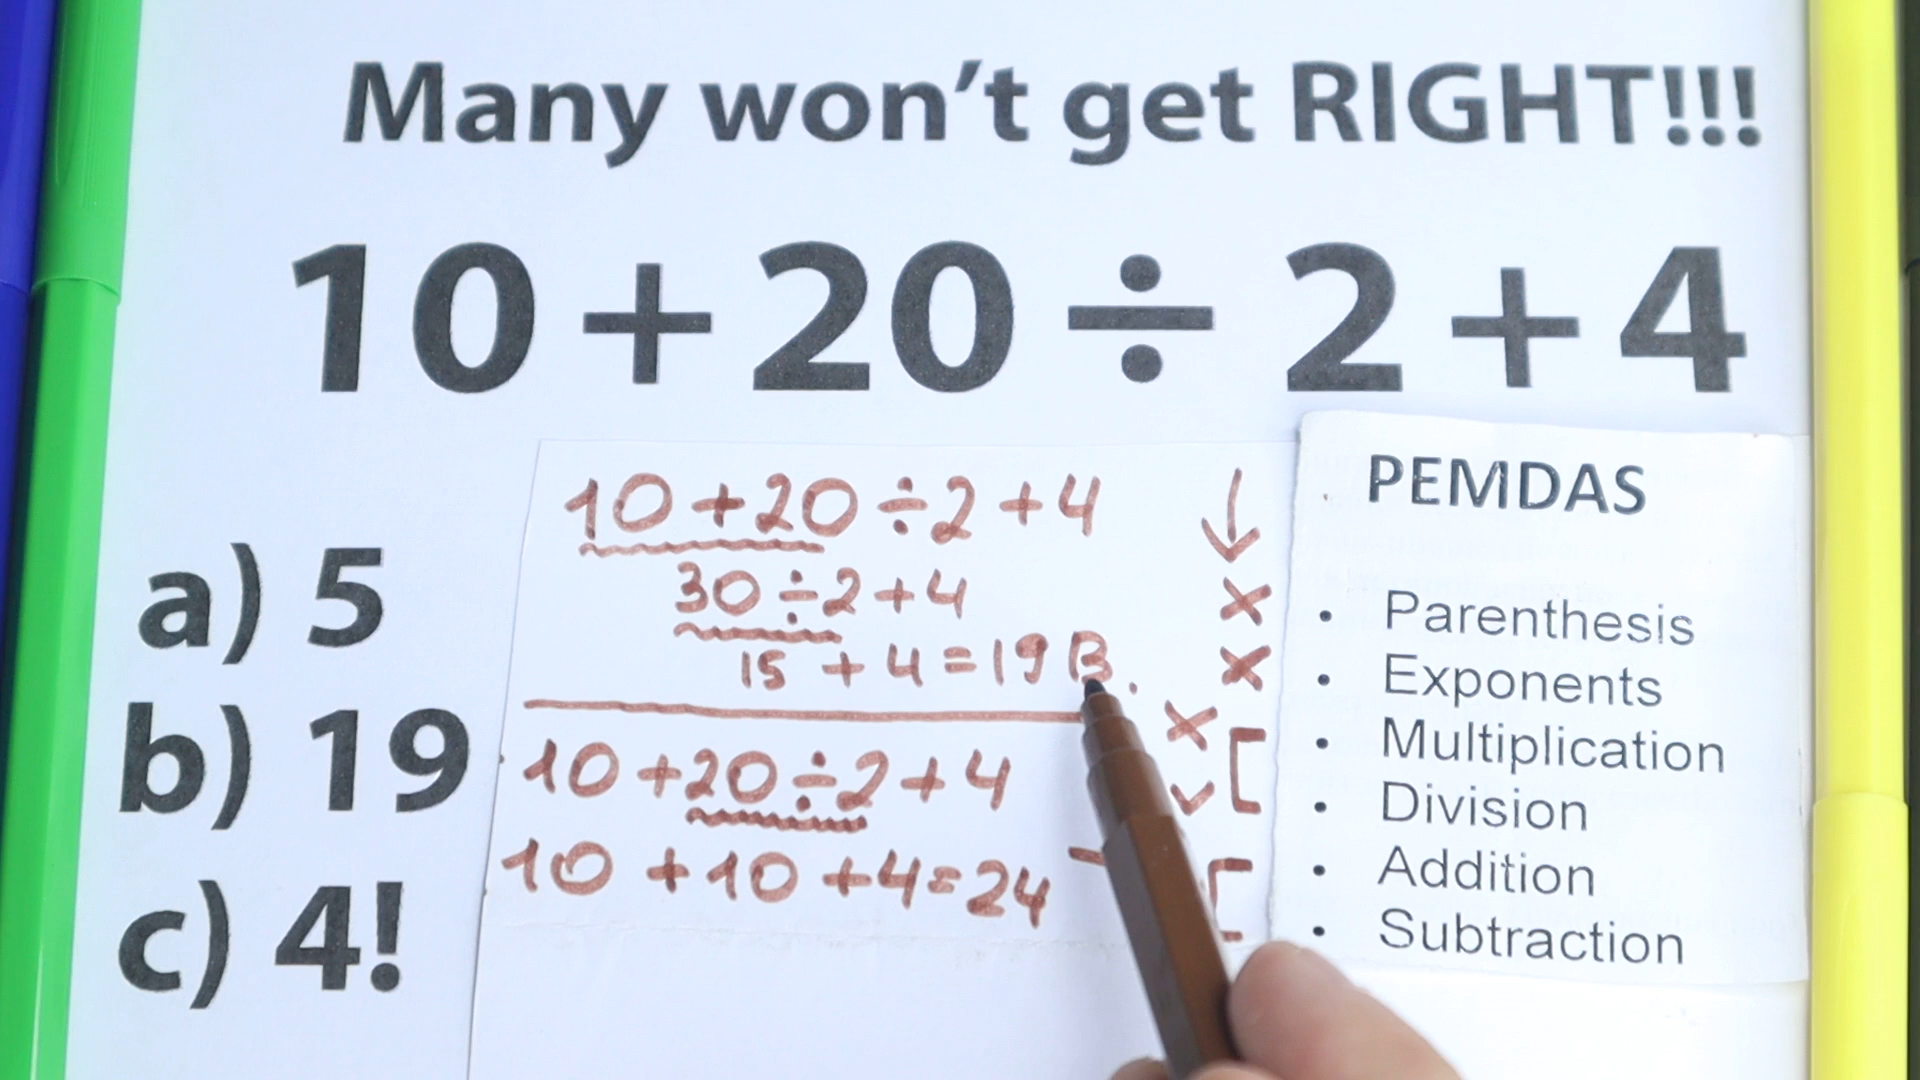 Many won't get RIGHT!!!
10 + 20 ÷ 2 + 4
a) 5
b) 19
c) 4!
10 + 20 ÷ 2 + 4
30 ÷ 2 + 4
15 + 4 = 19 B.
10 + 20 ÷ 2 + 4
10 + 10 + 4 = 24
PEMDAS
• Parenthesis
• Exponents
• Multiplication
• Division
• Addition
• Subtraction